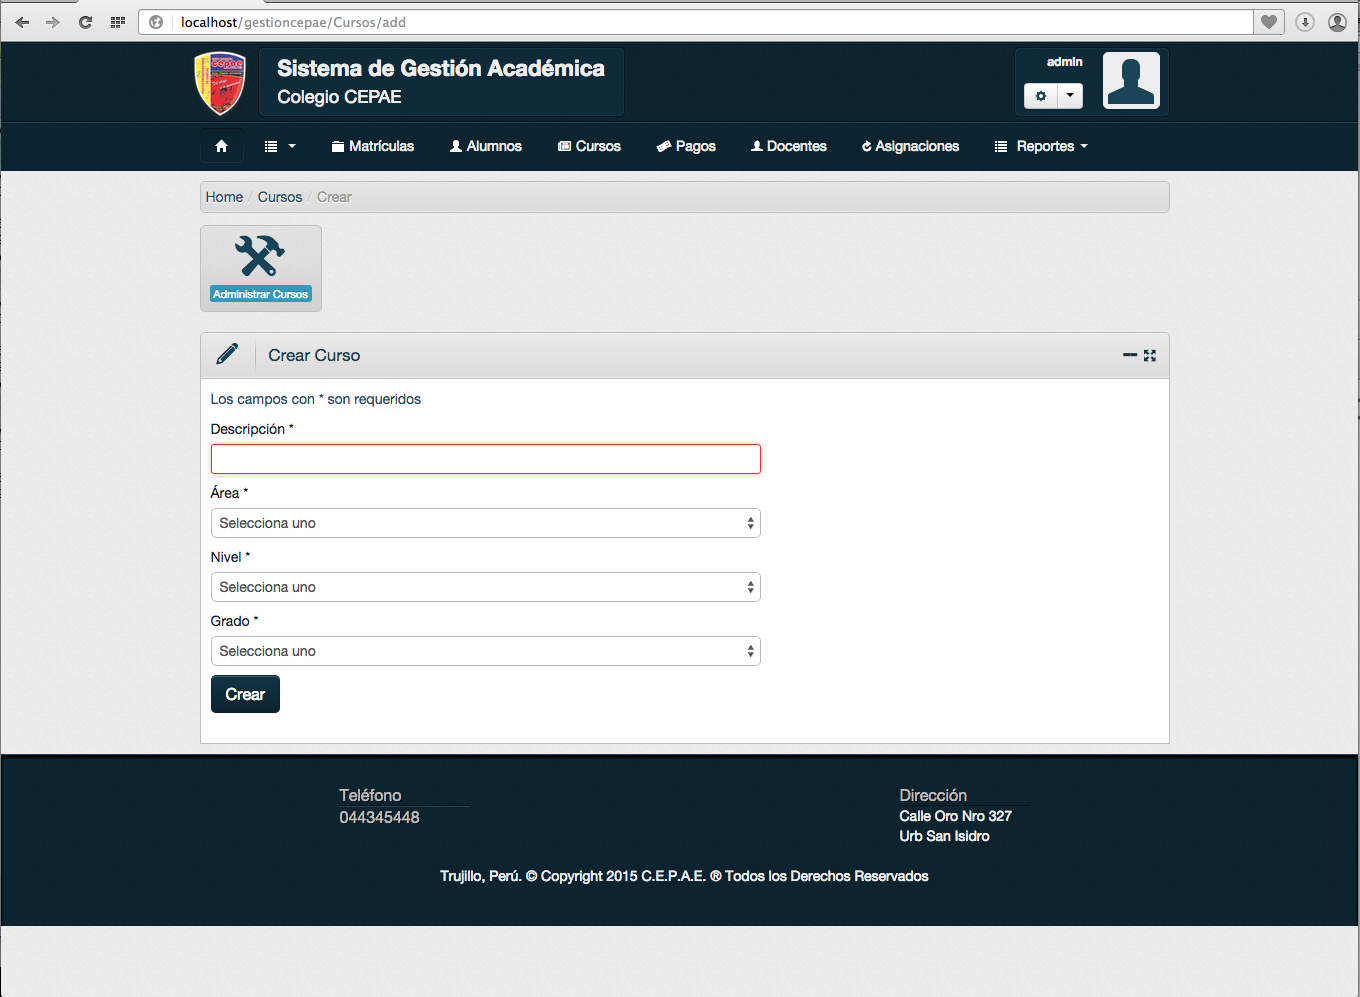 localhost/gestioncepae/Cursos/add
cepae
Sistema de Gestión Académica
Colegio CEPAE
admin
Matrículas Alumnos Cursos Pagos Docentes Asignaciones Reportes
Home / Cursos / Crear
Administrar Cursos
Crear Curso
Los campos con * son requeridos
Descripción *
Área *
Selecciona uno
Nivel *
Selecciona uno
Grado *
Selecciona uno
Crear
Teléfono
044345448
Dirección
Calle Oro Nro 327
Urb San Isidro
Trujillo, Perú. © Copyright 2015 C.E.P.A.E. ® Todos los Derechos Reservados